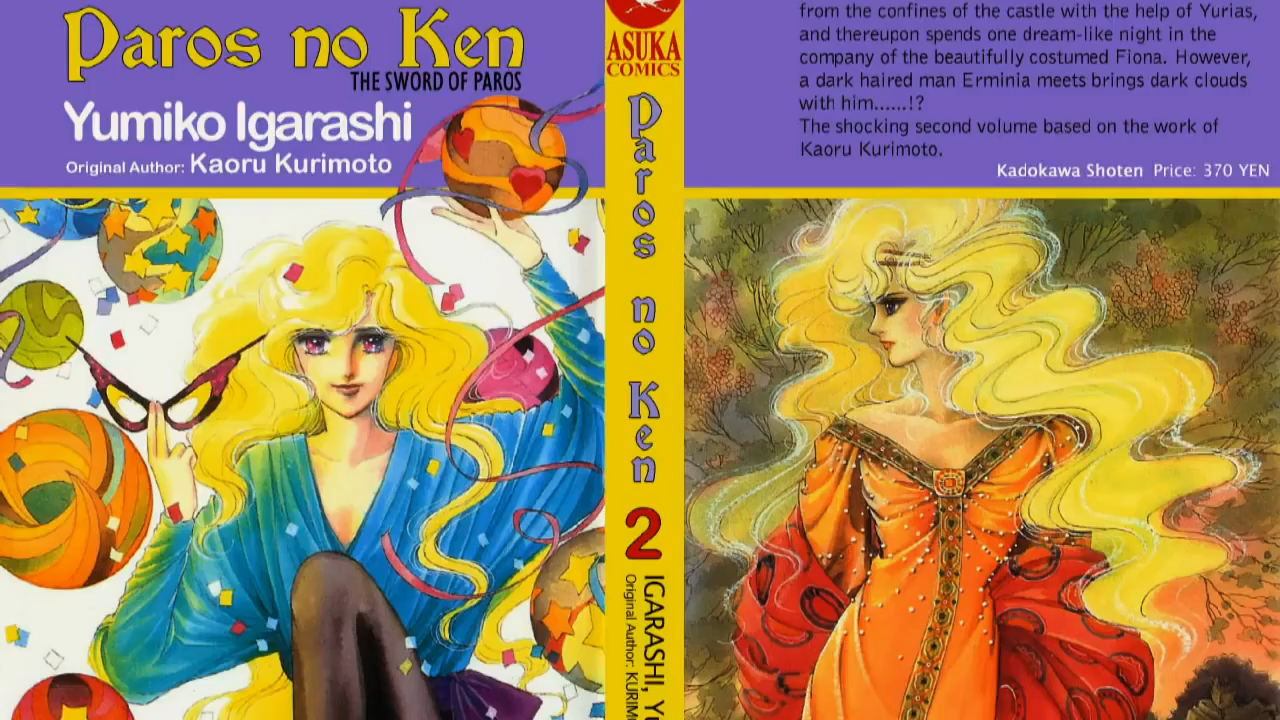 Paros no Ken
THE SWORD OF PAROS
Yumiko Igarashi
Original Author: Kaoru Kurimoto
ASUKA
COMICS
Paros no Ken 2
IGARASHI,
Original Author:
from the confines of the castle with the help of Yurias,
and thereupon spends one dream-like night in the
company of the beautifully costumed Fiona. However,
a dark haired man Erminia meets brings dark clouds
with him......!?
The shocking second volume based on the work of
Kaoru Kurimoto.
Kadokawa Shoten Price: 370 YEN